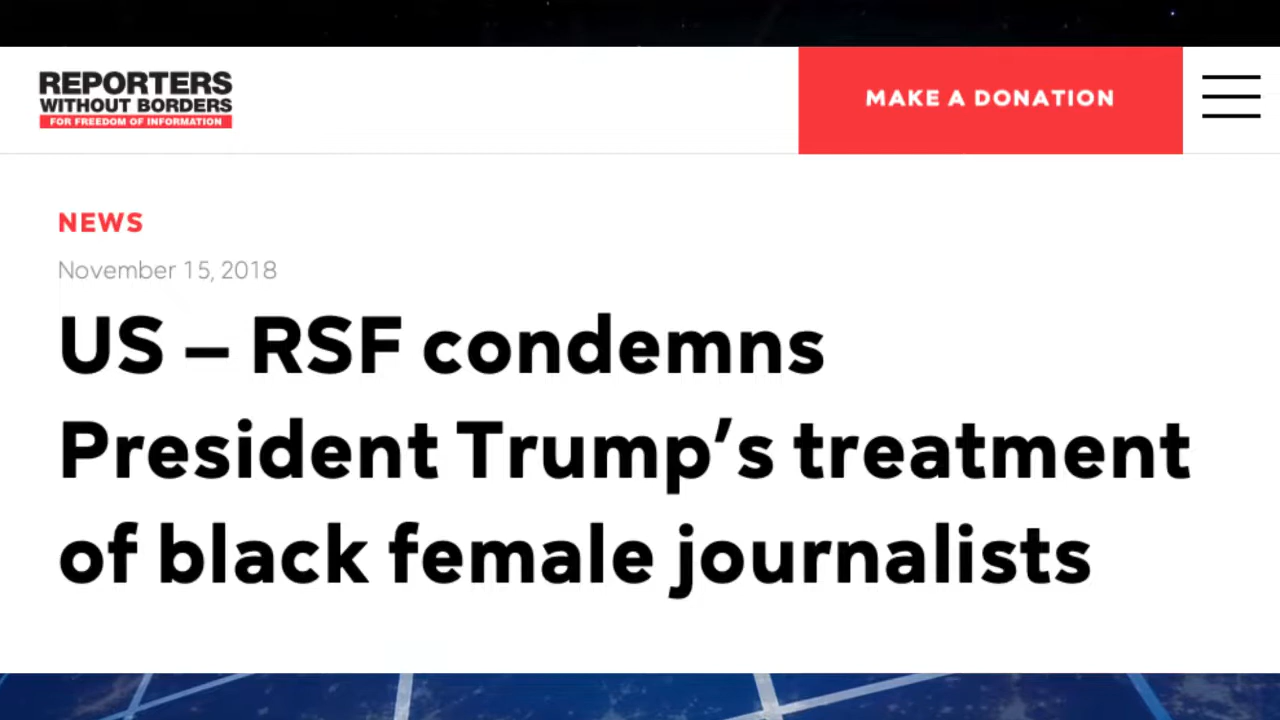 REPORTERS
WITHOUT BORDERS
FOR FREEDOM OF INFORMATION
MAKE A DONATION
NEWS
November 15, 2018
US – RSF condemns
President Trump’s treatment
of black female journalists